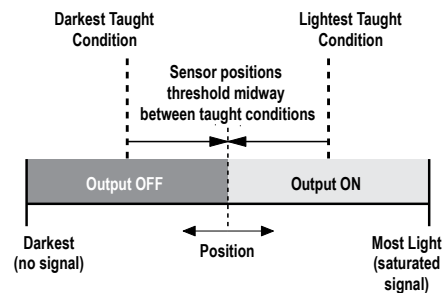 Darkest Taught
Condition
Lightest Taught
Condition
Sensor positions
threshold midway
between taught conditions
Output OFF
Output ON
Darkest
(no signal)
Position
Most Light
(saturated
signal)